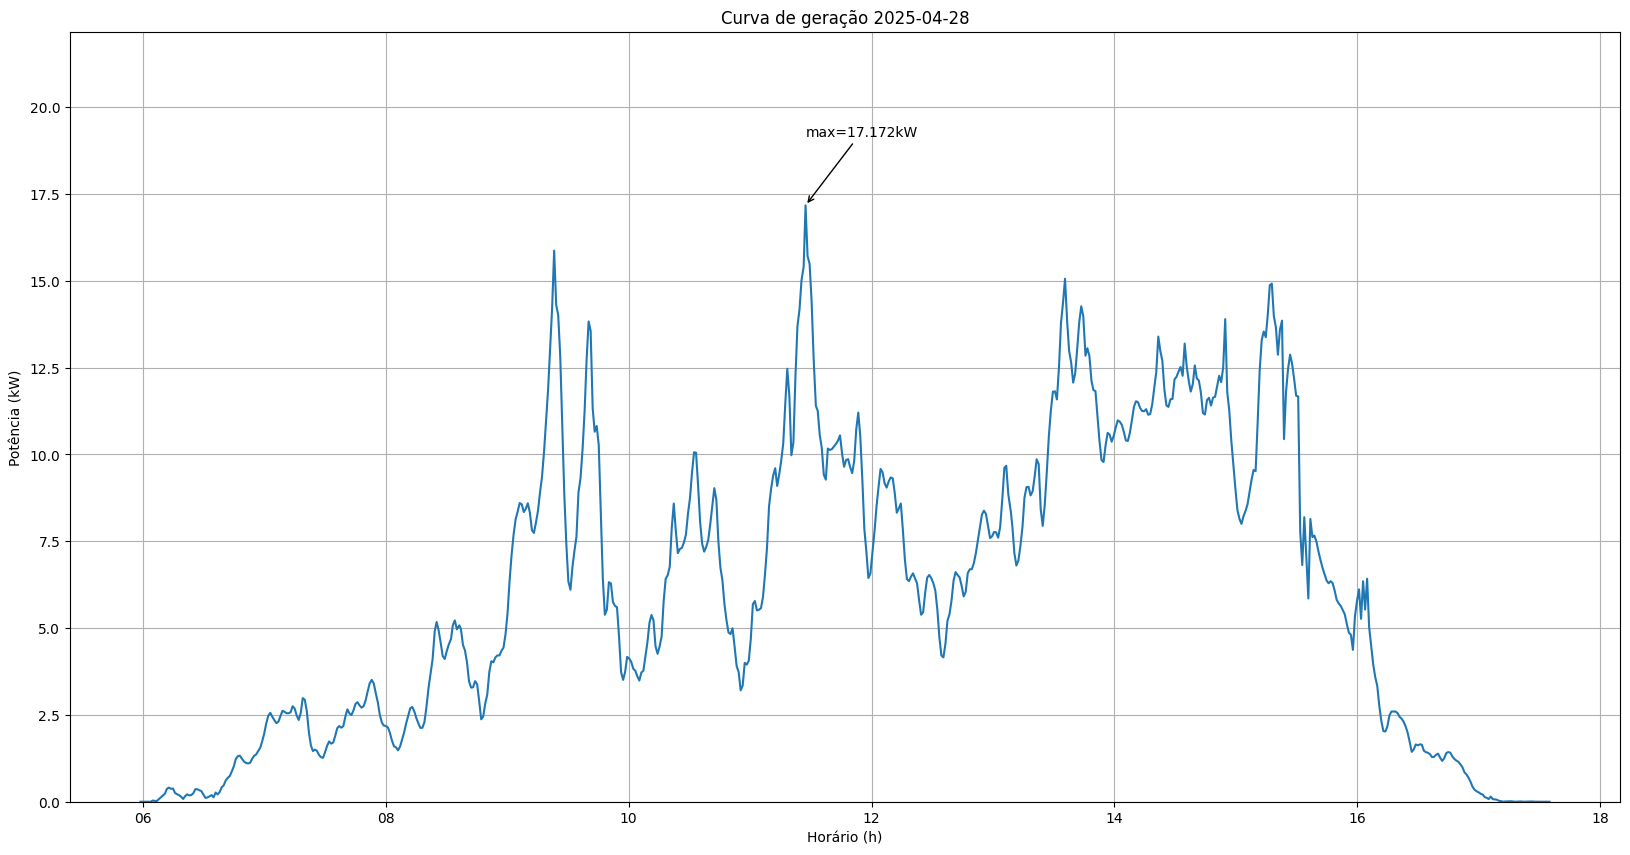 Curva de geração 2025-04-28
20.0
max=17.172kW
17.5
15.0
12.5
10.0
Potência (kW)
7.5
5.0
2.5
0.0
06 08 10 12 14 16 18
Horário (h)